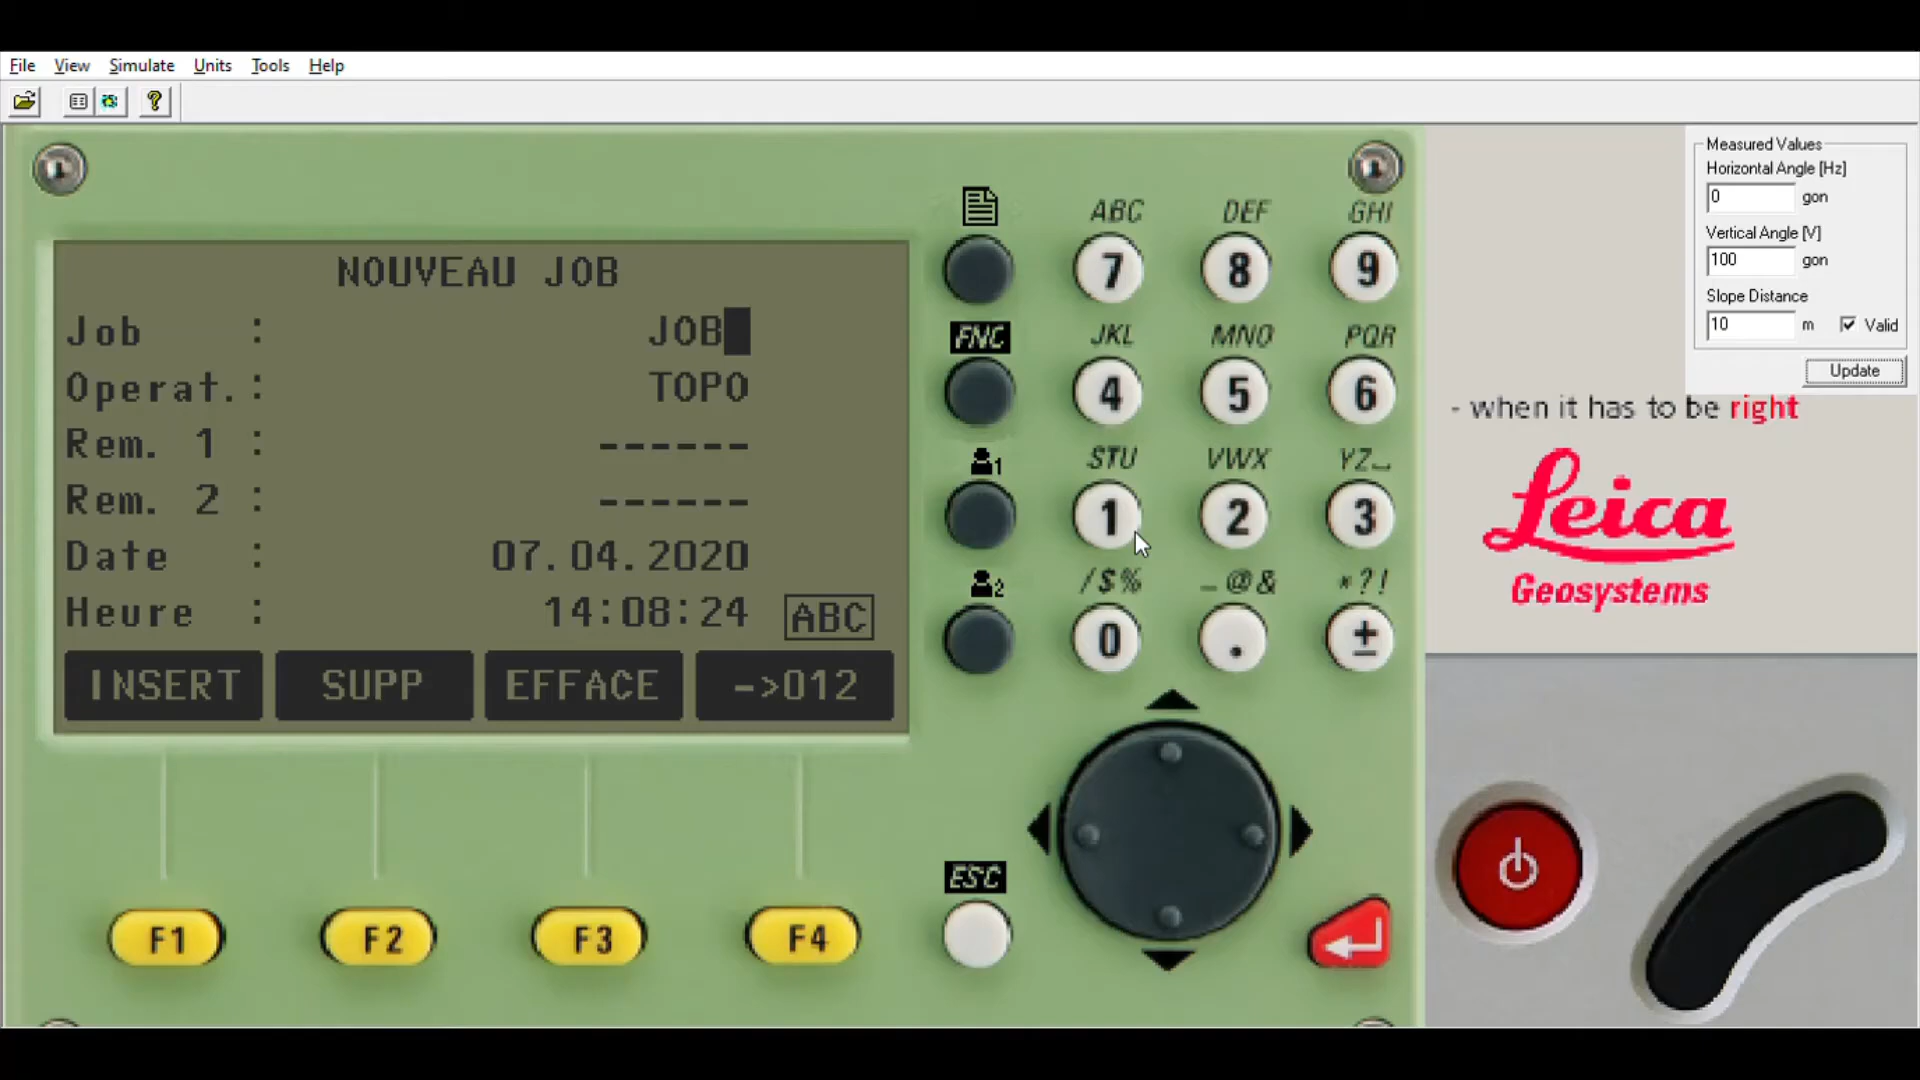 File View Simulate Units Tools Help
Measured Values
Horizontal Angle [Hz]
0 gon
Vertical Angle [V]
100 gon
Slope Distance
10 m Valid
Update
- when it has to be right
Leica
Geosystems
NOUVEAU JOB
Job : JOB
Operat. : TOPO
Rem. 1 : ------
Rem. 2 : ------
Date : 07.04.2020
Heure : 14:08:24 ABC
INSERT SUPP EFFACE ->012
F1 F2 F3 F4
ABC DEF GHI
7 8 9
FNC JKL MNO PQR
4 5 6
1 STU VWX YZ⎵
1 2 3
2 /$% _@& *?!
0 . ±
ESC